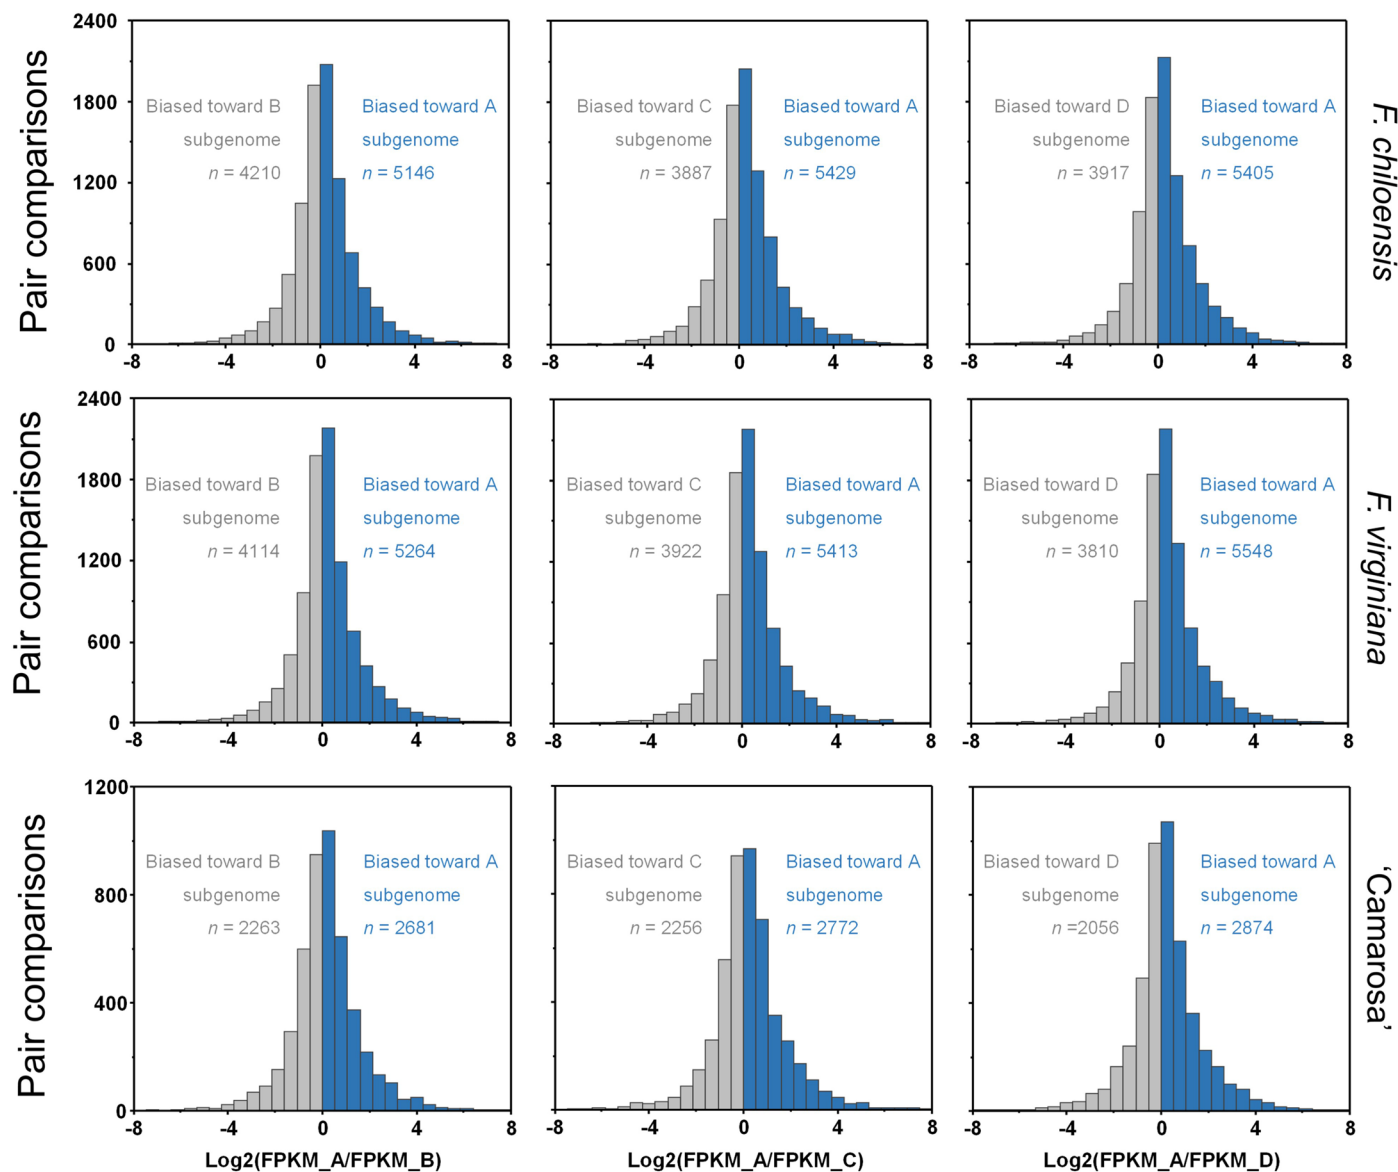 2400
1800
1200
600
0
Pair comparisons
Biased toward B
subgenome
n = 4210
Biased toward A
subgenome
n = 5146
-8 -4 0 4 8
Biased toward C
subgenome
n = 3887
Biased toward A
subgenome
n = 5429
-8 -4 0 4 8
Biased toward D
subgenome
n = 3917
Biased toward A
subgenome
n = 5405
-8 -4 0 4 8
F. chiloensis
2400
1800
1200
600
0
Pair comparisons
Biased toward B
subgenome
n = 4114
Biased toward A
subgenome
n = 5264
-8 -4 0 4 8
Biased toward C
subgenome
n = 3922
Biased toward A
subgenome
n = 5413
-8 -4 0 4 8
Biased toward D
subgenome
n = 3810
Biased toward A
subgenome
n = 5548
-8 -4 0 4 8
F. virginiana
1200
800
400
0
Pair comparisons
Biased toward B
subgenome
n = 2263
Biased toward A
subgenome
n = 2681
-8 -4 0 4 8
Log2(FPKM_A/FPKM_B)
Biased toward C
subgenome
n = 2256
Biased toward A
subgenome
n = 2772
-8 -4 0 4 8
Log2(FPKM_A/FPKM_C)
Biased toward D
subgenome
n =2056
Biased toward A
subgenome
n = 2874
-8 -4 0 4 8
Log2(FPKM_A/FPKM_D)
‘Camarosa’